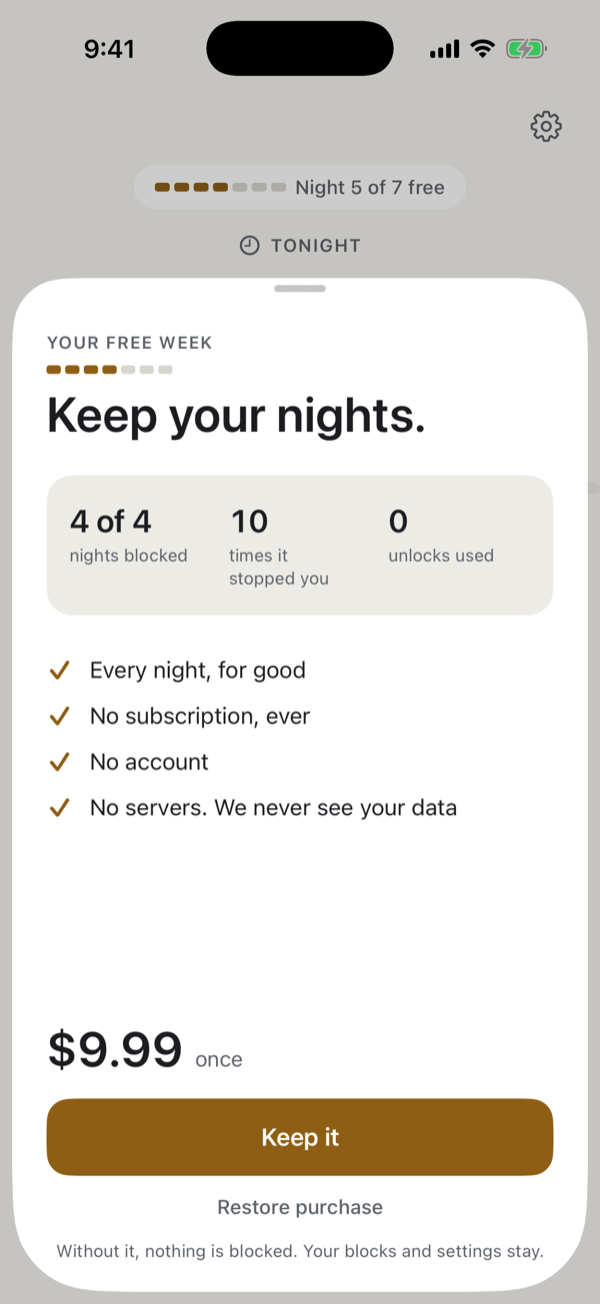 9:41
Night 5 of 7 free
TONIGHT
YOUR FREE WEEK
Keep your nights.
4 of 4
nights blocked
10
times it
stopped you
0
unlocks used
Every night, for good
No subscription, ever
No account
No servers. We never see your data
$9.99 once
Keep it
Restore purchase
Without it, nothing is blocked. Your blocks and settings stay.